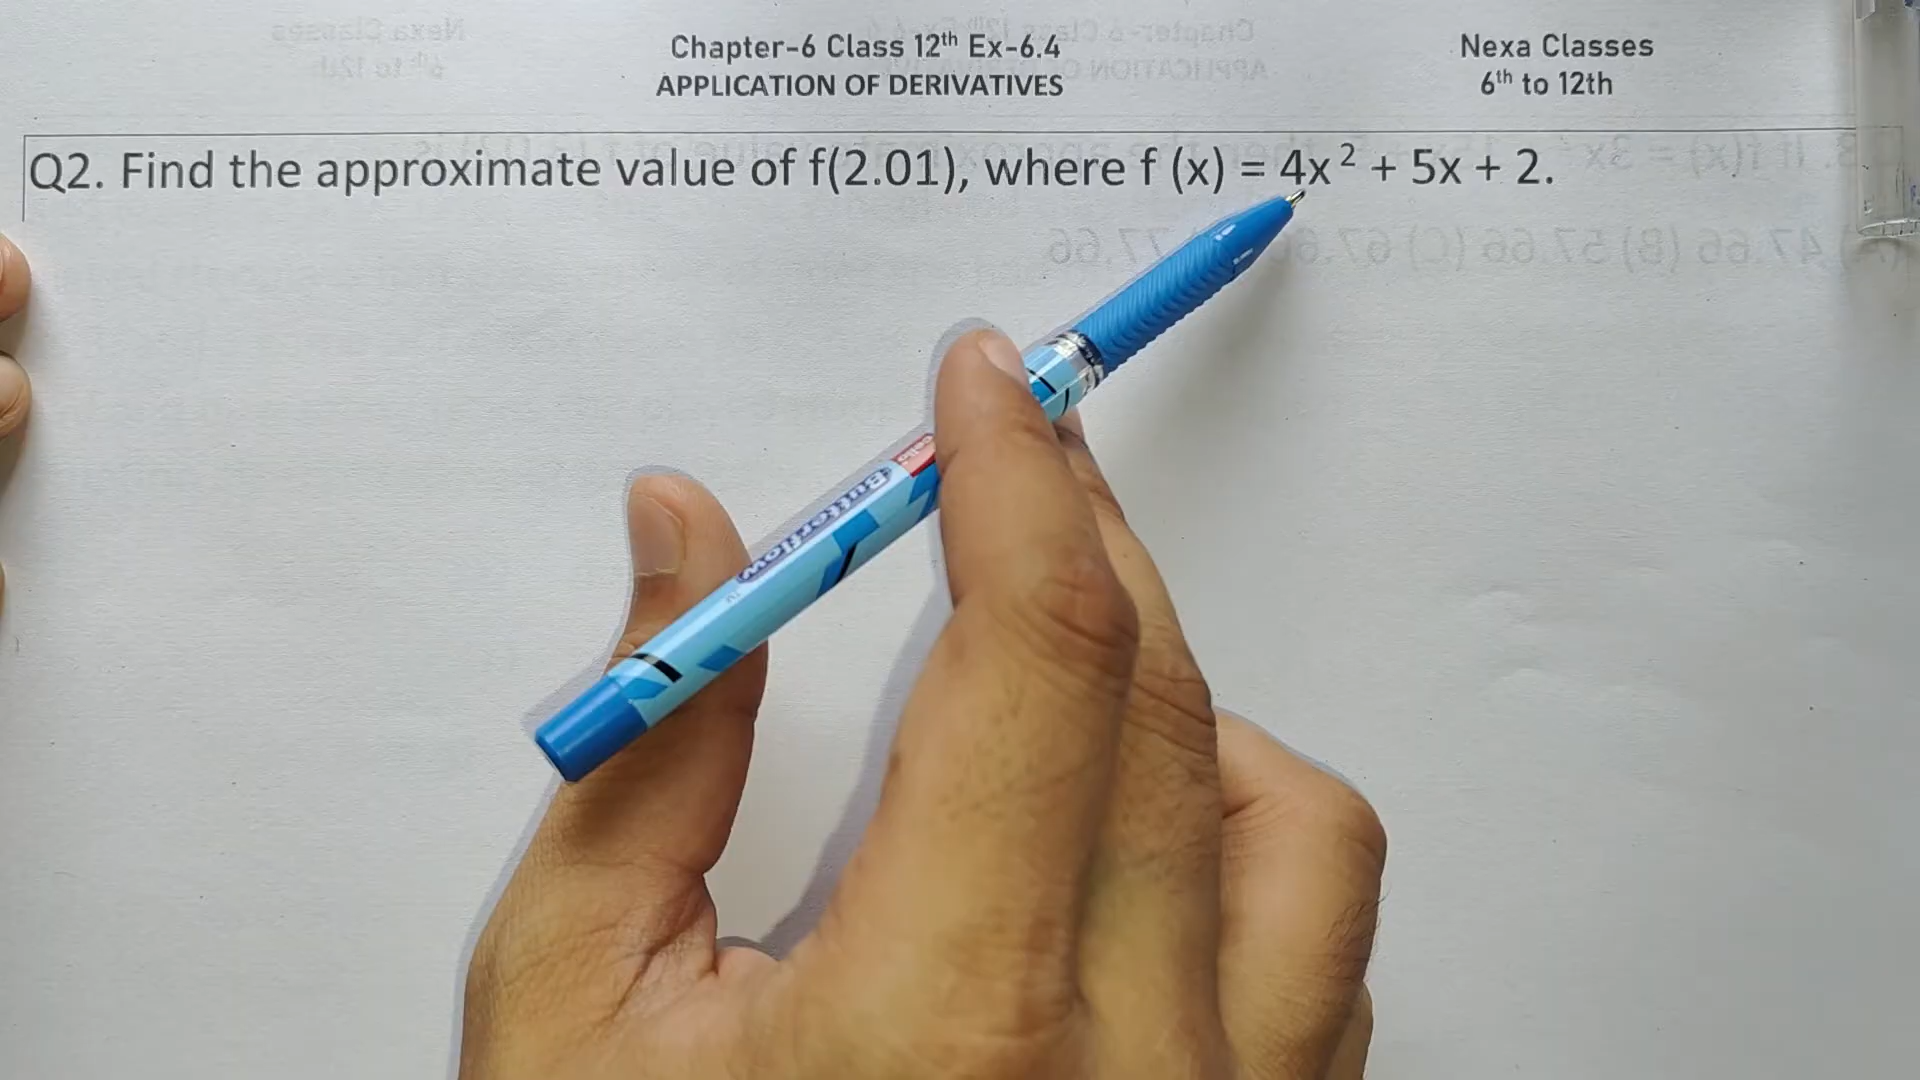 Chapter-6 Class 12th Ex-6.4
APPLICATION OF DERIVATIVES
Nexa Classes
6th to 12th
Q2. Find the approximate value of f(2.01), where f (x) = 4x² + 5x + 2.
cello
Butterflow